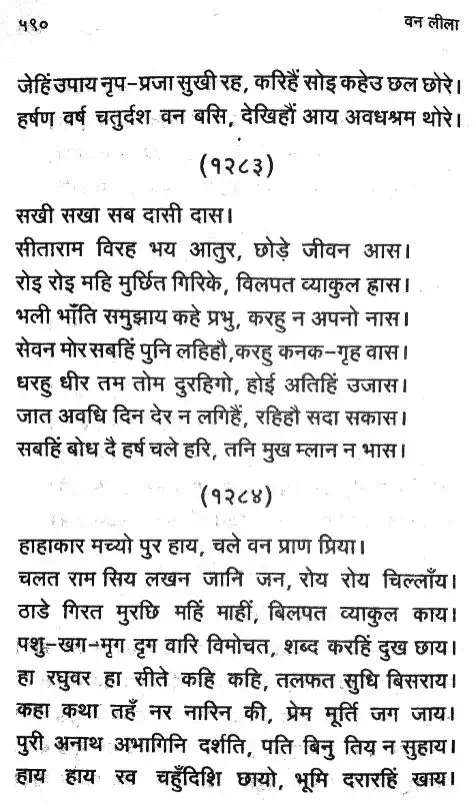 ५९०
वन लीला
जेहिं उपाय नृप-प्रजा सुखी रह, करिहैं सोइ कहेउ छल छोरे।
हर्षण वर्ष चतुर्दश वन बसि, देखिहौं आय अवधश्रम थोरे।
(१२८३)
सखी सखा सब दासी दास।
सीताराम विरह भय आतुर, छोड़े जीवन आस।
रोइ रोइ महि मुर्छित गिरिके, विलपत व्याकुल ह्रास।
भली भाँति समुझाय कहे प्रभु, करहु न अपनो नास।
सेवन मोर सबहिं पुनि लहिहौ, करहु कनक-गृह वास।
धरहु धीर तम तोम दुरहिगो, होई अतिहिं उजास।
जात अवधि दिन देर न लगिहैं, रहिहौ सदा सकास।
सबहिं बोध दै हर्ष चले हरि, तनि मुख म्लान न भास।
(१२८४)
हाहाकार मच्यो पुर हाय, चले वन प्राण प्रिया।
चलत राम सिय लखन जानि जन, रोय रोय चिल्लाँय।
ठाडे गिरत मुरछि महिं माहीं, बिलपत व्याकुल काय।
पशु-खग-मृग दृग वारि विमोचत, शब्द करहिं दुख छाय।
हा रघुवर हा सीते कहि कहि, तलफत सुधि बिसराय।
कहा कथा तहँ नर नारिन की, प्रेम मूर्ति जग जाय।
पुरी अनाथ अभागिनि दर्शति, पति बिनु तिय न सुहाय।
हाय हाय रव चहुँदिशि छायो, भूमि दरारहिं खाय।